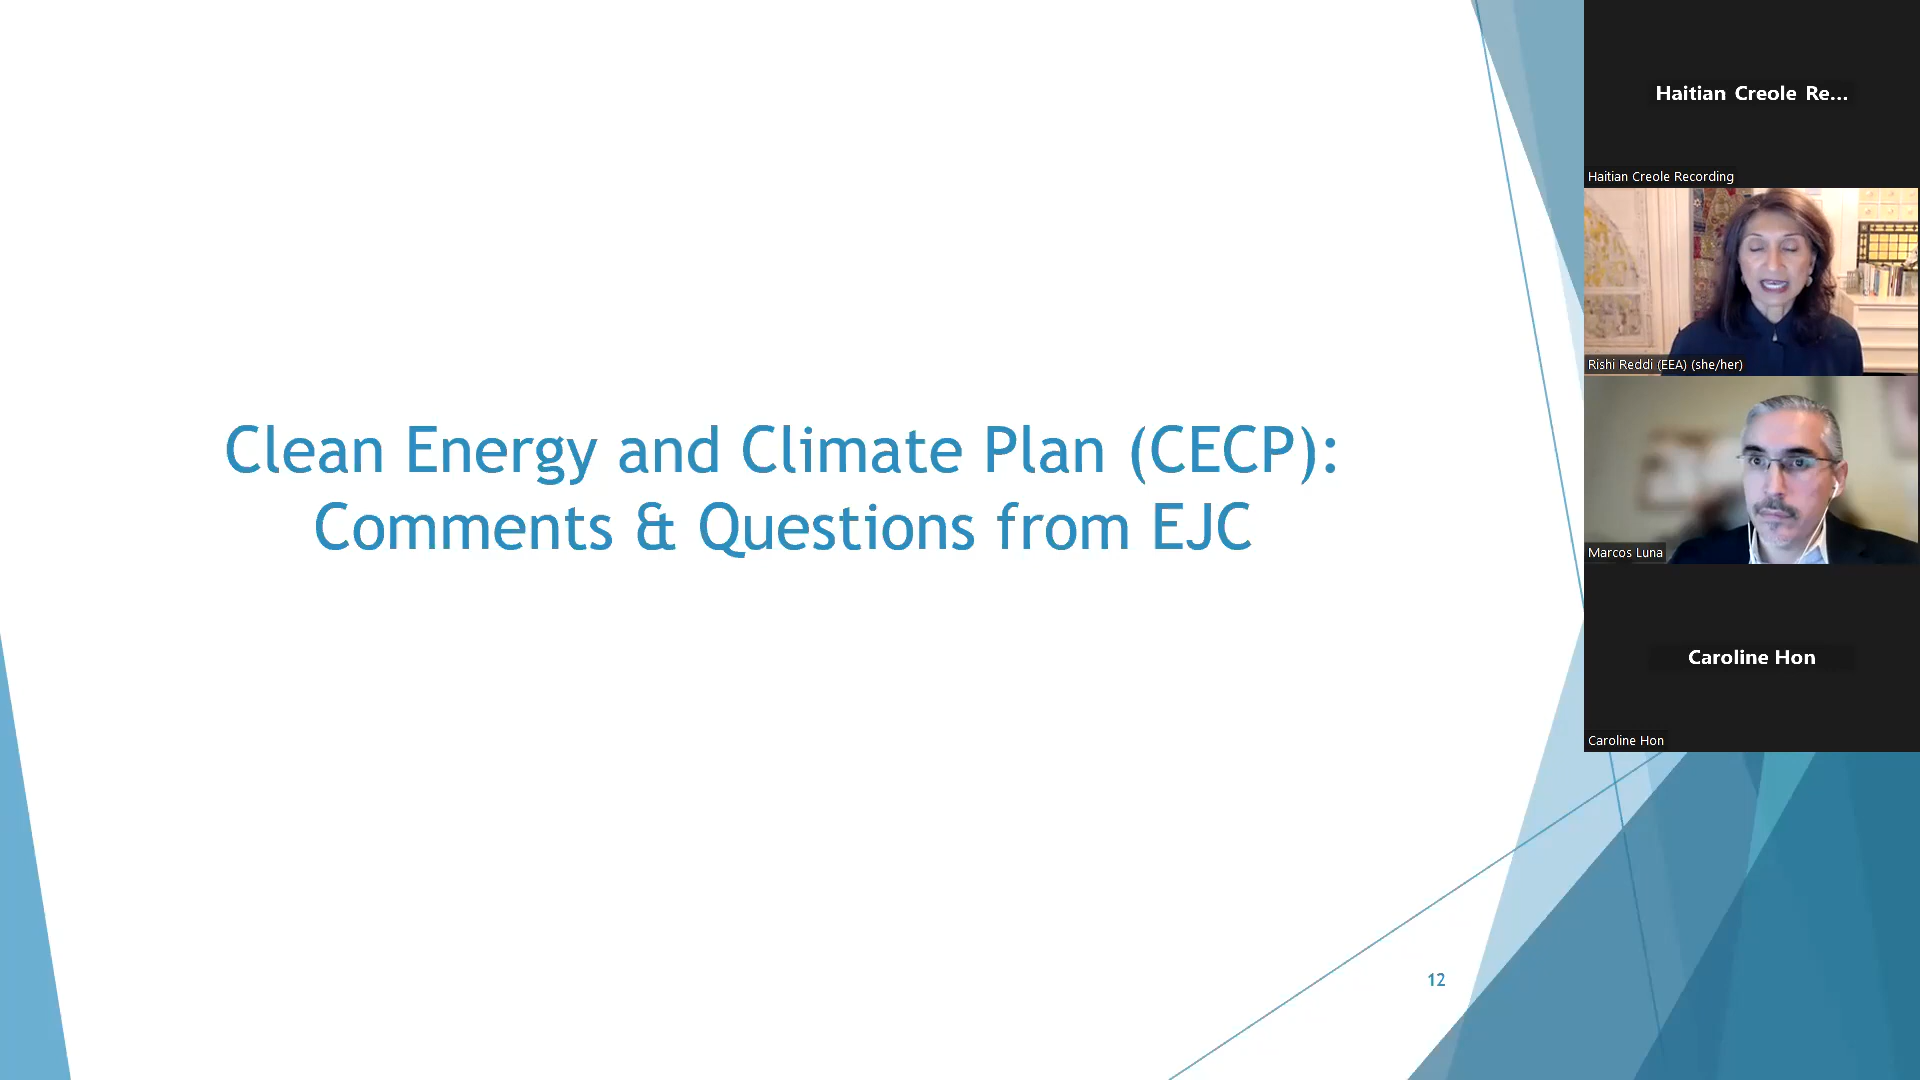 Clean Energy and Climate Plan (CECP):
Comments & Questions from EJC
12
Haitian Creole Re...
Haitian Creole Recording
Rishi Reddi (EEA) (she/her)
Marcos Luna
Caroline Hon
Caroline Hon